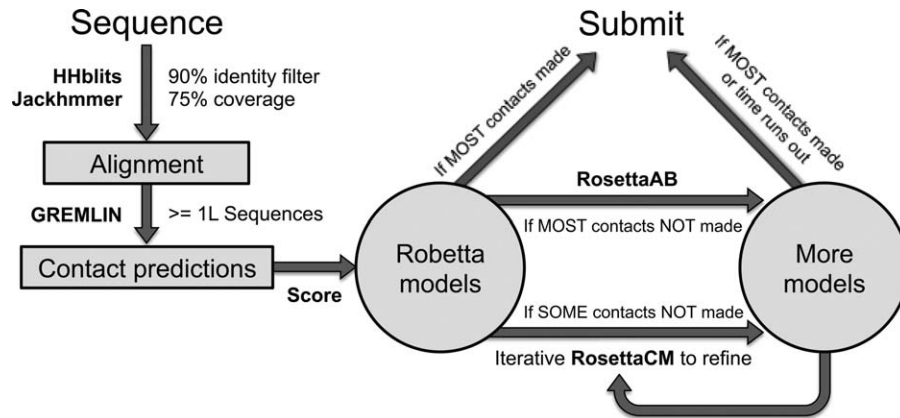 Sequence
HHblits
Jackhmmer
90% identity filter
75% coverage
Alignment
GREMLIN
>= 1L Sequences
Contact predictions
Score
Robetta
models
Submit
If MOST contacts made
If MOST contacts made
or time runs out
RosettaAB
If MOST contacts NOT made
If SOME contacts NOT made
Iterative RosettaCM to refine
More
models